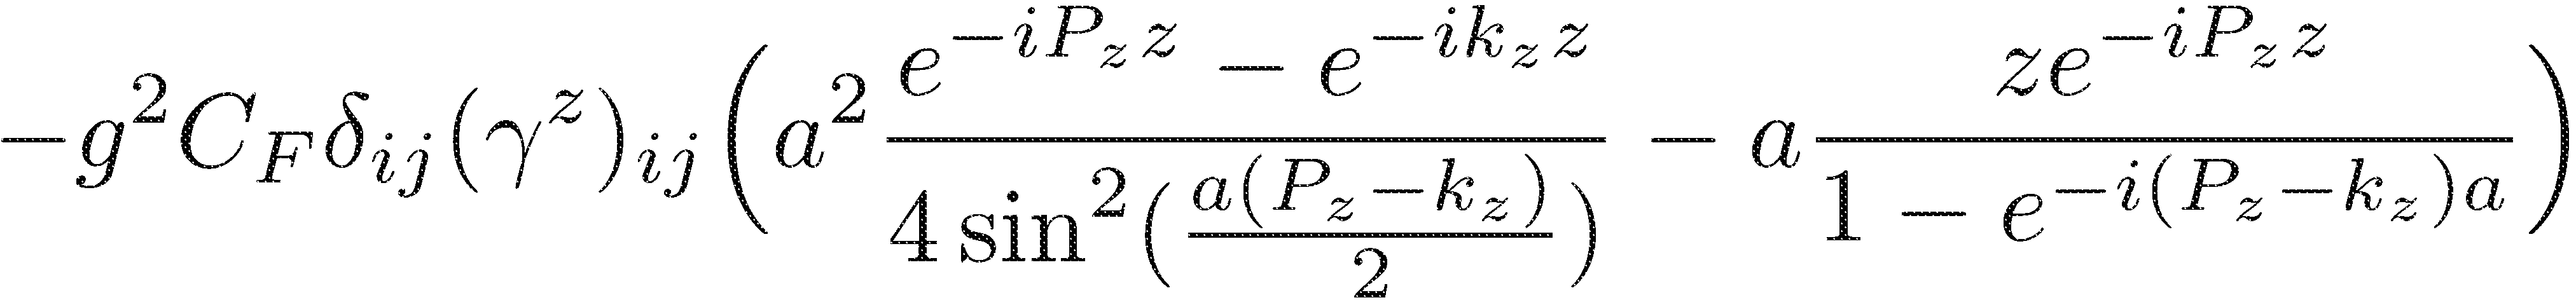 -g^2 C_F \delta_{ij} (\gamma^z)_{ij} \left( a^2 \frac{e^{-iP_z z} - e^{-ik_z z}}{4 \sin^2(\frac{a(P_z - k_z)}{2})} - a \frac{z e^{-iP_z z}}{1 - e^{-i(P_z - k_z)a}} \right)